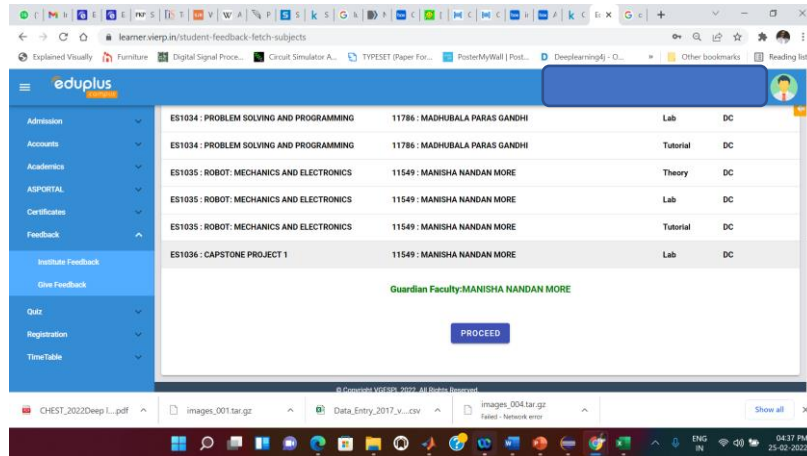 learner.vierp.in/student-feedback-fetch-subjects
Explained Visually
Furniture
Digital Signal Proce...
Circuit Simulator A...
TYPESET (Paper For...
PosterMyWall | Post...
Deeplearning4j - O...
»
Other bookmarks
Reading list
eduplus
campus
Admission
Accounts
Academics
ASPORTAL
Certificates
Feedback
Institute Feedback
Give Feedback
Quiz
Registration
TimeTable
ES1034 : PROBLEM SOLVING AND PROGRAMMING 11786 : MADHUBALA PARAS GANDHI Lab DC
ES1034 : PROBLEM SOLVING AND PROGRAMMING 11786 : MADHUBALA PARAS GANDHI Tutorial DC
ES1035 : ROBOT: MECHANICS AND ELECTRONICS 11549 : MANISHA NANDAN MORE Theory DC
ES1035 : ROBOT: MECHANICS AND ELECTRONICS 11549 : MANISHA NANDAN MORE Lab DC
ES1035 : ROBOT: MECHANICS AND ELECTRONICS 11549 : MANISHA NANDAN MORE Tutorial DC
ES1036 : CAPSTONE PROJECT 1 11549 : MANISHA NANDAN MORE Lab DC
Guardian Faculty:MANISHA NANDAN MORE
PROCEED
© Copyright VGESPL 2022. All Rights Reserved
CHEST_2022Deep l....pdf
images_001.tar.gz
Data_Entry_2017_v....csv
images_004.tar.gz
Failed - Network error
Show all
ENG
IN
04:37 PM
25-02-2022